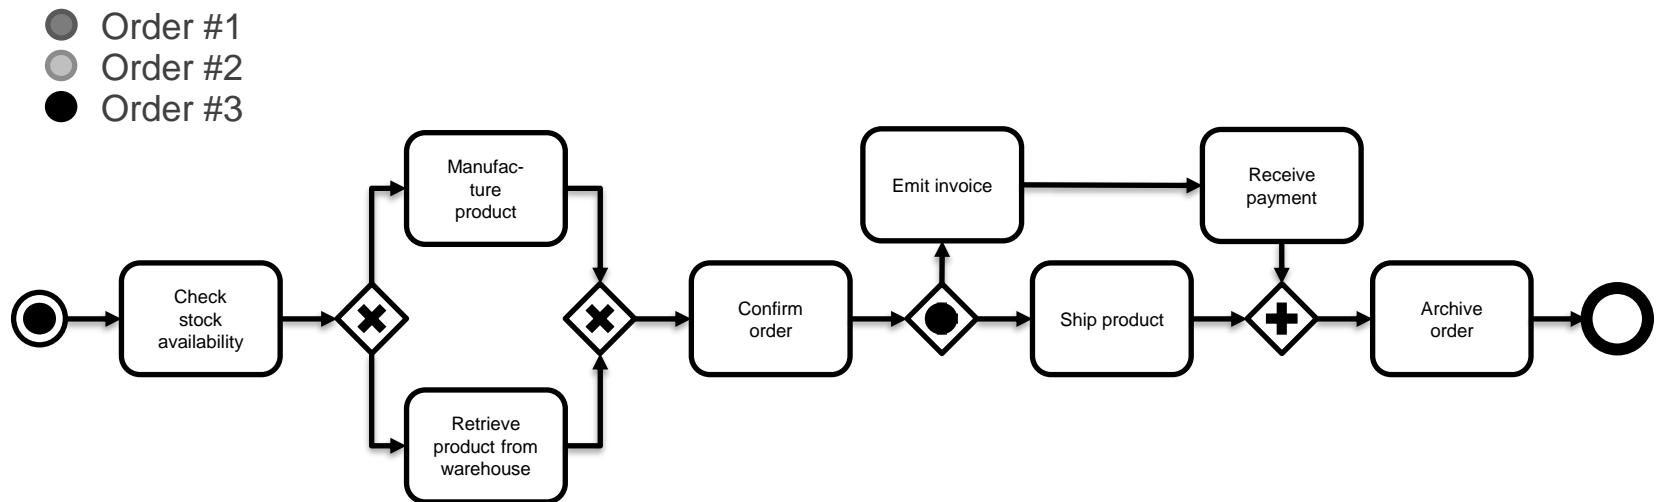 Order #1
Order #2
Order #3
Manufac-
ture
product
Emit invoice
Receive
payment
Check
stock
availability
Confirm
order
Ship product
Archive
order
Retrieve
product from
warehouse